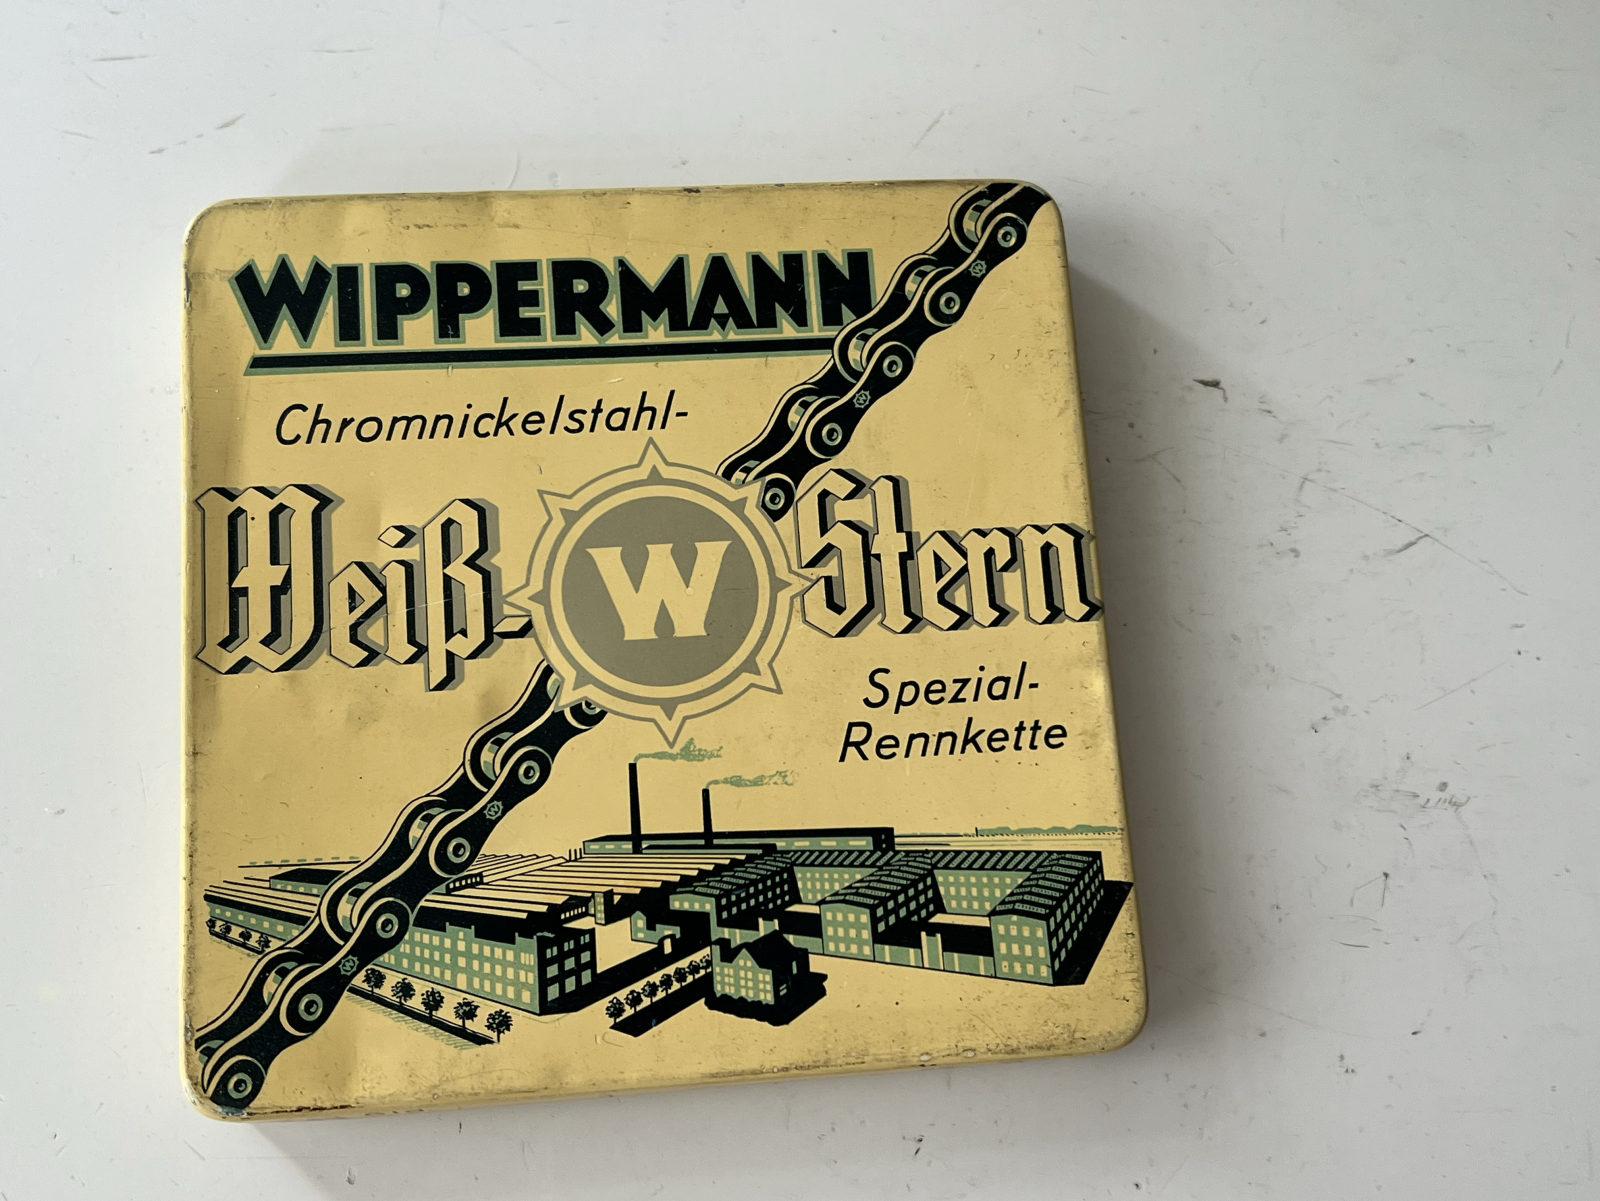 WIPPERMANN
Chromnickelstahl-
Weiß- W Stern
Spezial-
Rennkette